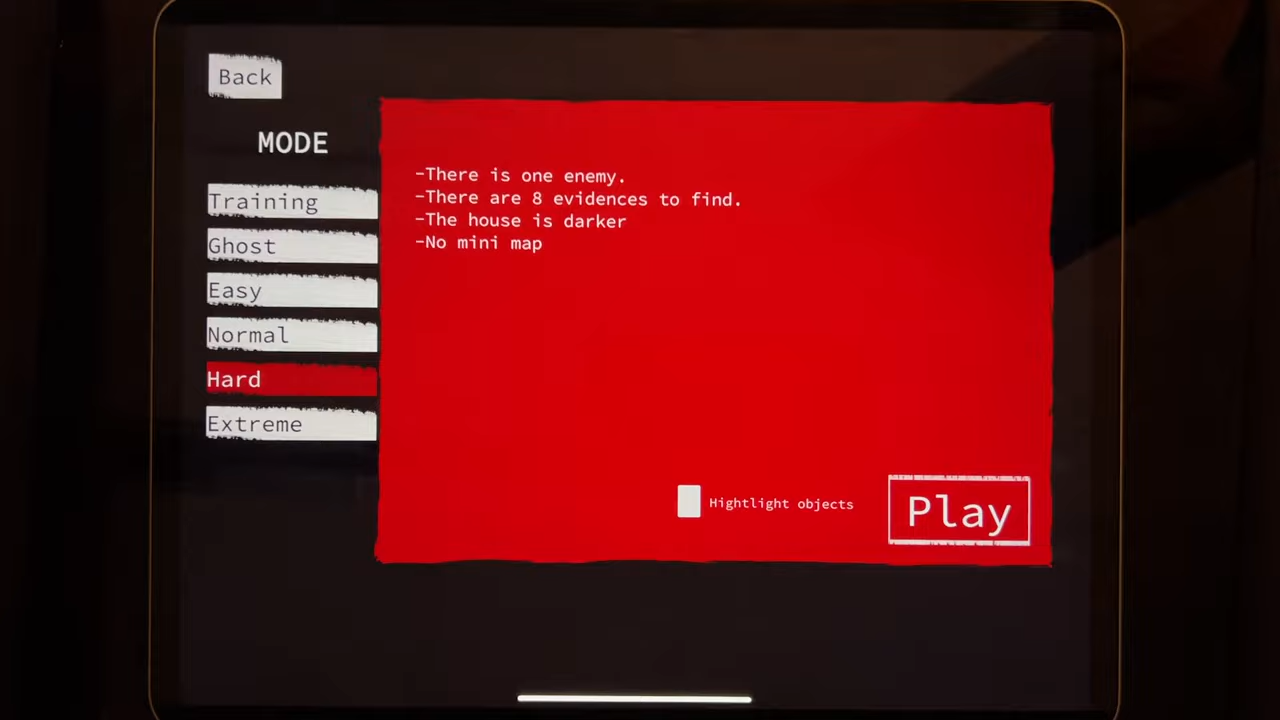 Back
MODE
Training
Ghost
Easy
Normal
Hard
Extreme
-There is one enemy.
-There are 8 evidences to find.
-The house is darker
-No mini map
Hightlight objects
Play